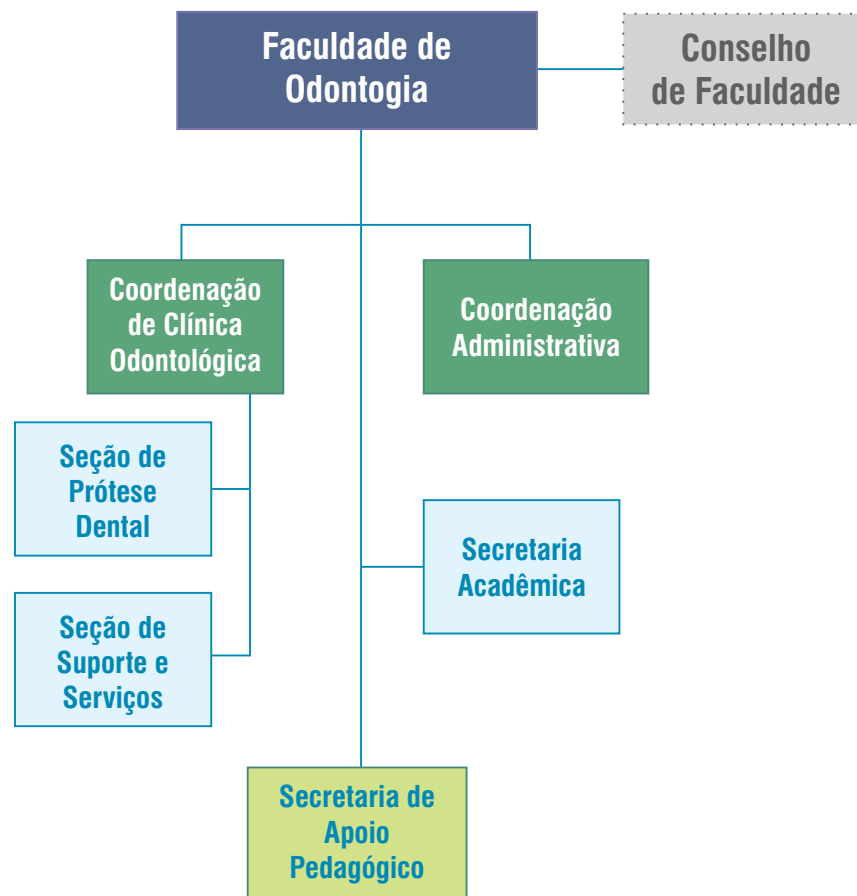 Faculdade de
Odontogia
Conselho
de Faculdade
Coordenação
de Clínica
Odontológica
Coordenação
Administrativa
Seção de
Prótese
Dental
Secretaria
Acadêmica
Seção de
Suporte e
Serviços
Secretaria de
Apoio
Pedagógico